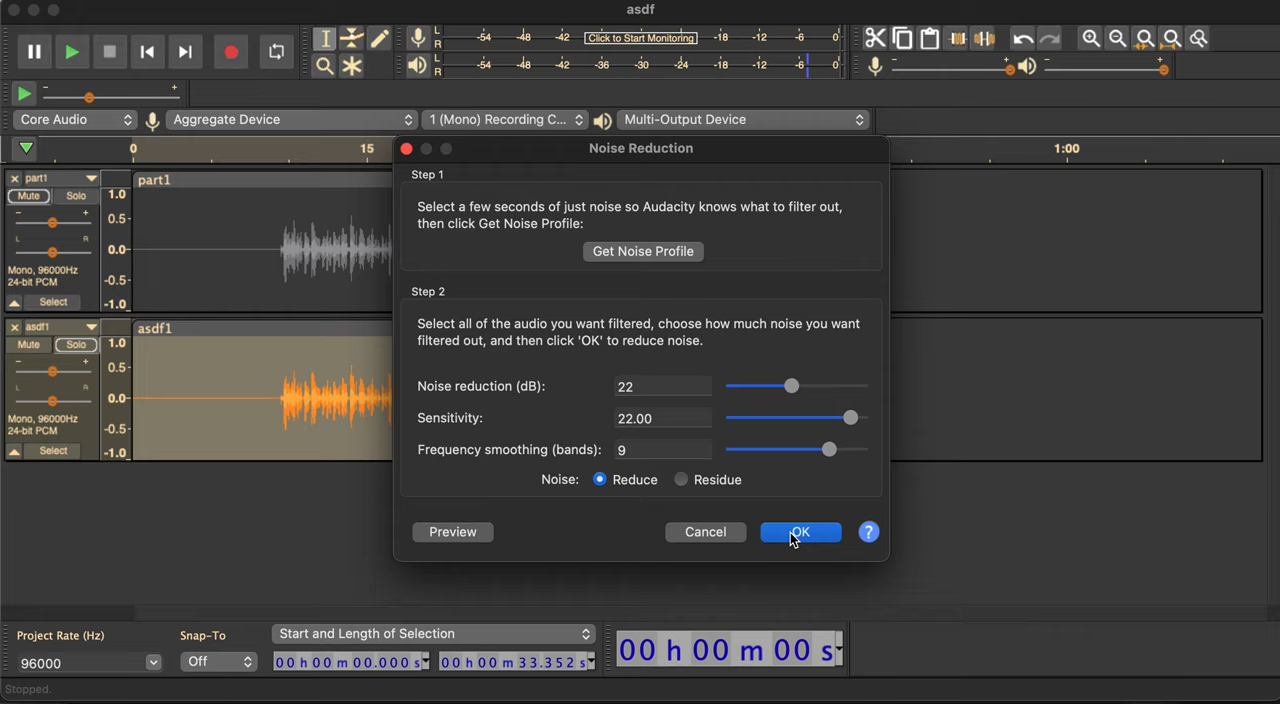 asdf
L
R
-54 -48 -42 Click to Start Monitoring -18 -12 -6 0
L
R
-54 -48 -42 -36 -30 -24 -18 -12 -6 0
- +
- +
- +
Core Audio
Aggregate Device
1 (Mono) Recording C...
Multi-Output Device
0 15 1:00
Noise Reduction
Step 1
Select a few seconds of just noise so Audacity knows what to filter out,
then click Get Noise Profile:
Get Noise Profile
Step 2
Select all of the audio you want filtered, choose how much noise you want
filtered out, and then click 'OK' to reduce noise.
Noise reduction (dB): 22
Sensitivity: 22.00
Frequency smoothing (bands): 9
Noise: Reduce Residue
Preview Cancel OK ?
× part1
Mute Solo
- +
L R
Mono, 96000Hz
24-bit PCM
Select
1.0
0.5-
0.0-
-0.5-
-1.0
part1
× asdf1
Mute Solo
- +
L R
Mono, 96000Hz
24-bit PCM
Select
1.0
0.5-
0.0-
-0.5-
-1.0
asdf1
Project Rate (Hz)
96000
Snap-To
Off
Start and Length of Selection
00 h 00 m 00.000 s
00 h 00 m 33.352 s
00 h 00 m 00 s
Stopped.